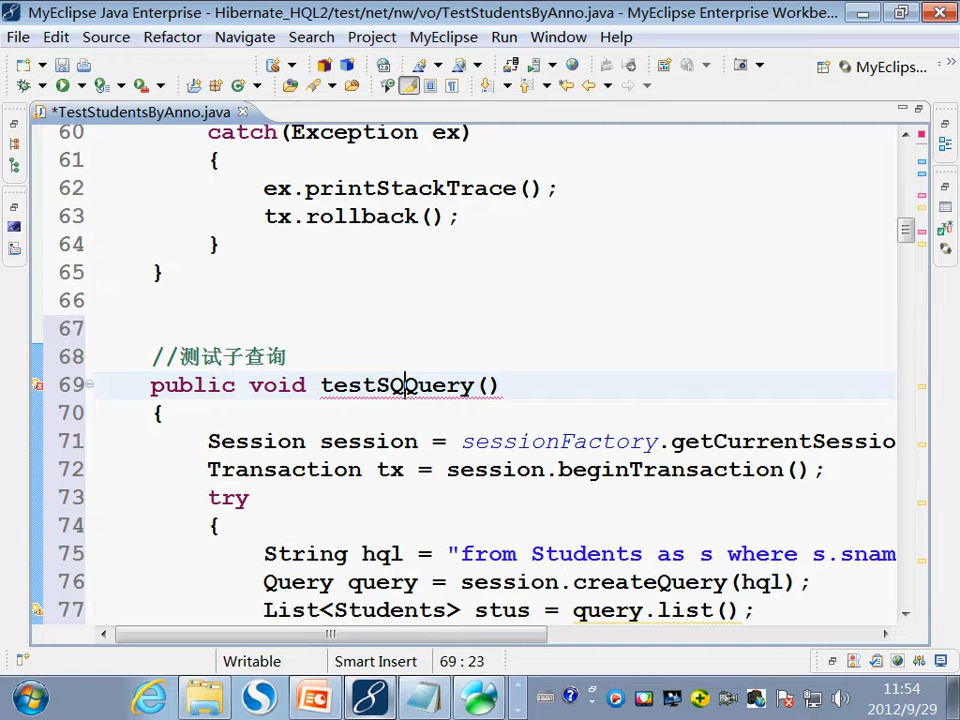 MyEclipse Java Enterprise - Hibernate_HQL2/test/net/nw/vo/TestStudentsByAnno.java - MyEclipse Enterprise Workbe...
File Edit Source Refactor Navigate Search Project MyEclipse Run Window Help
MyEclips...
*TestStudentsByAnno.java
60 catch(Exception ex)
61 {
62 ex.printStackTrace();
63 tx.rollback();
64 }
65 }
66
67
68 //测试子查询
69 public void testSQQuery()
70 {
71 Session session = sessionFactory.getCurrentSessio
72 Transaction tx = session.beginTransaction();
73 try
74 {
75 String hql = "from Students as s where s.snam
76 Query query = session.createQuery(hql);
77 List<Students> stus = query.list();
Writable Smart Insert 69 : 23
11:54
2012/9/29